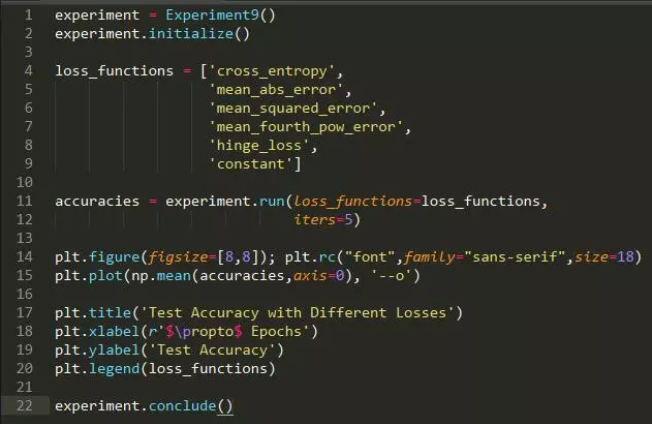 1 experiment = Experiment9()
2 experiment.initialize()
3
4 loss_functions = ['cross_entropy',
5 'mean_abs_error',
6 'mean_squared_error',
7 'mean_fourth_pow_error',
8 'hinge_loss',
9 'constant']
10
11 accuracies = experiment.run(loss_functions=loss_functions,
12 iters=5)
13
14 plt.figure(figsize=[8,8]); plt.rc("font",family="sans-serif",size=18)
15 plt.plot(np.mean(accuracies,axis=0), '--o')
16
17 plt.title('Test Accuracy with Different Losses')
18 plt.xlabel(r'$\propto$ Epochs')
19 plt.ylabel('Test Accuracy')
20 plt.legend(loss_functions)
21
22 experiment.conclude()